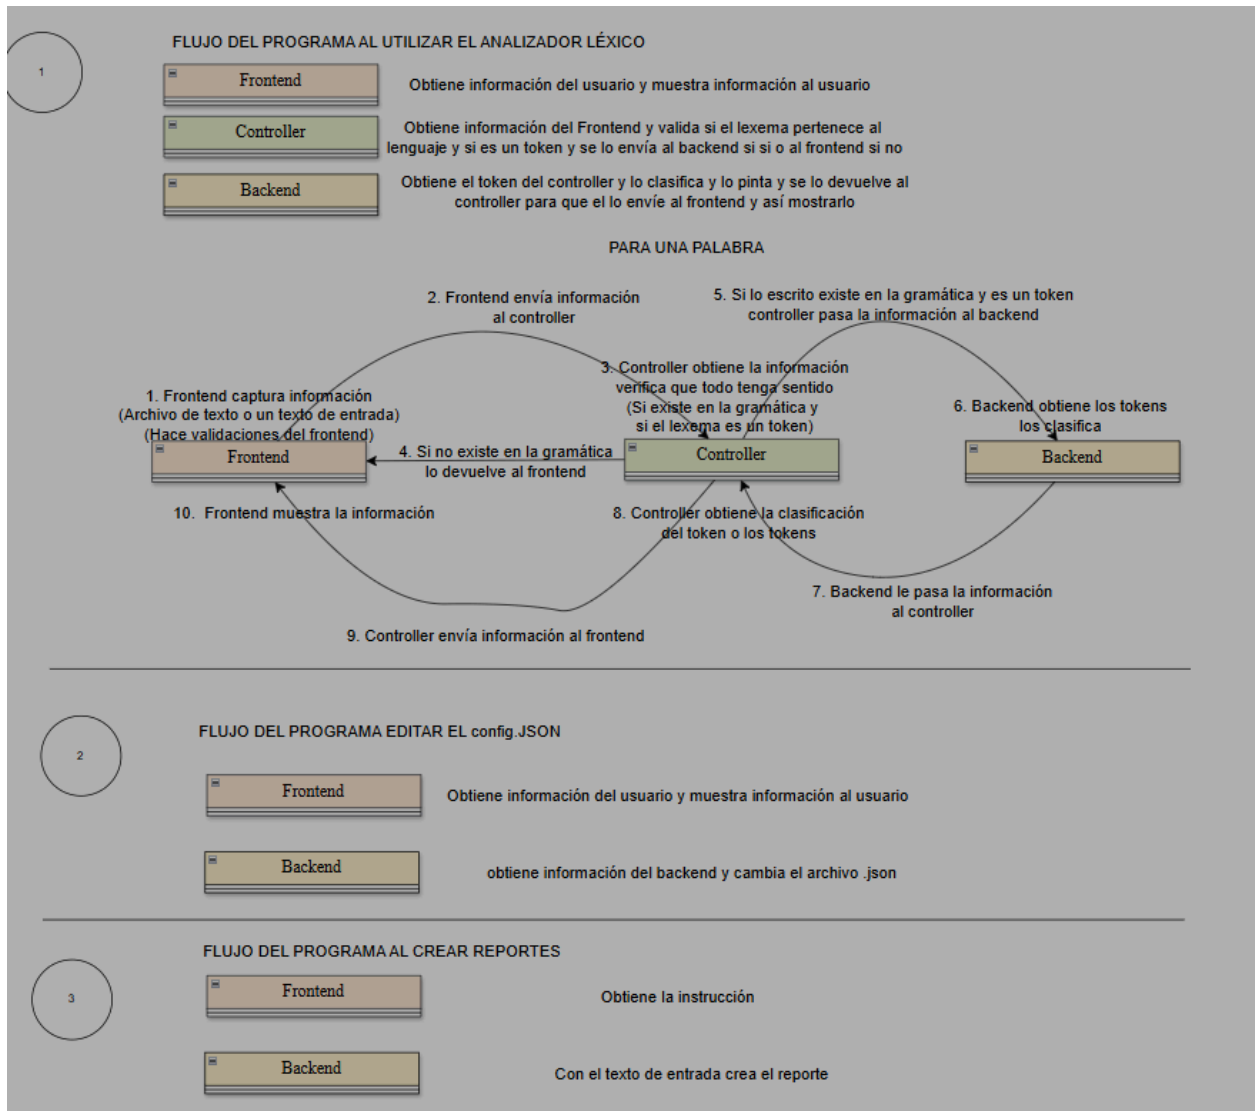 1
FLUJO DEL PROGRAMA AL UTILIZAR EL ANALIZADOR LÉXICO
Frontend
Obtiene información del usuario y muestra información al usuario
Controller
Obtiene información del Frontend y valida si el lexema pertenece al
lenguaje y si es un token y se lo envía al backend si si o al frontend si no
Backend
Obtiene el token del controller y lo clasifica y lo pinta y se lo devuelve al
controller para que el lo envíe al frontend y así mostrarlo
PARA UNA PALABRA
2. Frontend envía información
al controller
5. Si lo escrito existe en la gramática y es un token
controller pasa la información al backend
1. Frontend captura información
(Archivo de texto o un texto de entrada)
(Hace validaciones del frontend)
Frontend
3. Controller obtiene la información
verifica que todo tenga sentido
(Si existe en la gramática y
si el lexema es un token)
Controller
6. Backend obtiene los tokens
los clasifica
Backend
4. Si no existe en la gramática
lo devuelve al frontend
10. Frontend muestra la información
8. Controller obtiene la clasificación
del token o los tokens
7. Backend le pasa la información
al controller
9. Controller envía información al frontend
2
FLUJO DEL PROGRAMA EDITAR EL config.JSON
Frontend
Obtiene información del usuario y muestra información al usuario
Backend
obtiene información del backend y cambia el archivo .json
3
FLUJO DEL PROGRAMA AL CREAR REPORTES
Frontend
Obtiene la instrucción
Backend
Con el texto de entrada crea el reporte